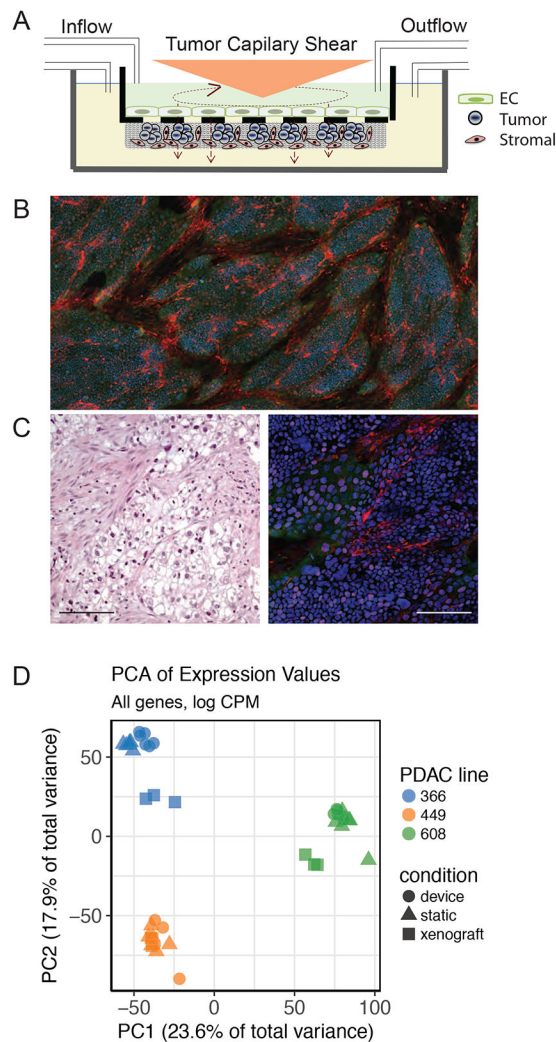 A
Inflow
Outflow
Tumor Capilary Shear
EC
Tumor
Stromal
B
C
D
PCA of Expression Values
All genes, log CPM
PC2 (17.9% of total variance)
50
0
−50
−50
0
50
100
PC1 (23.6% of total variance)
PDAC line
366
449
608
condition
device
static
xenograft